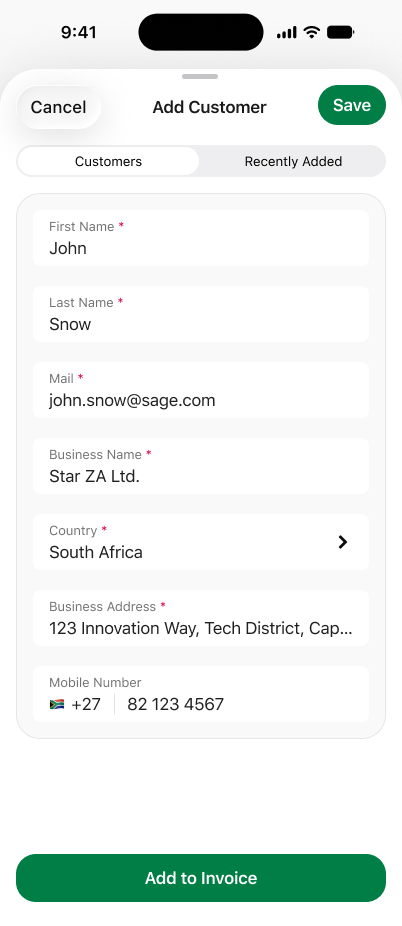 9:41
Cancel
Add Customer
Save
Customers
Recently Added
First Name *
John
Last Name *
Snow
Mail *
john.snow@sage.com
Business Name *
Star ZA Ltd.
Country *
South Africa
Business Address *
123 Innovation Way, Tech District, Cap...
Mobile Number
+27 82 123 4567
Add to Invoice